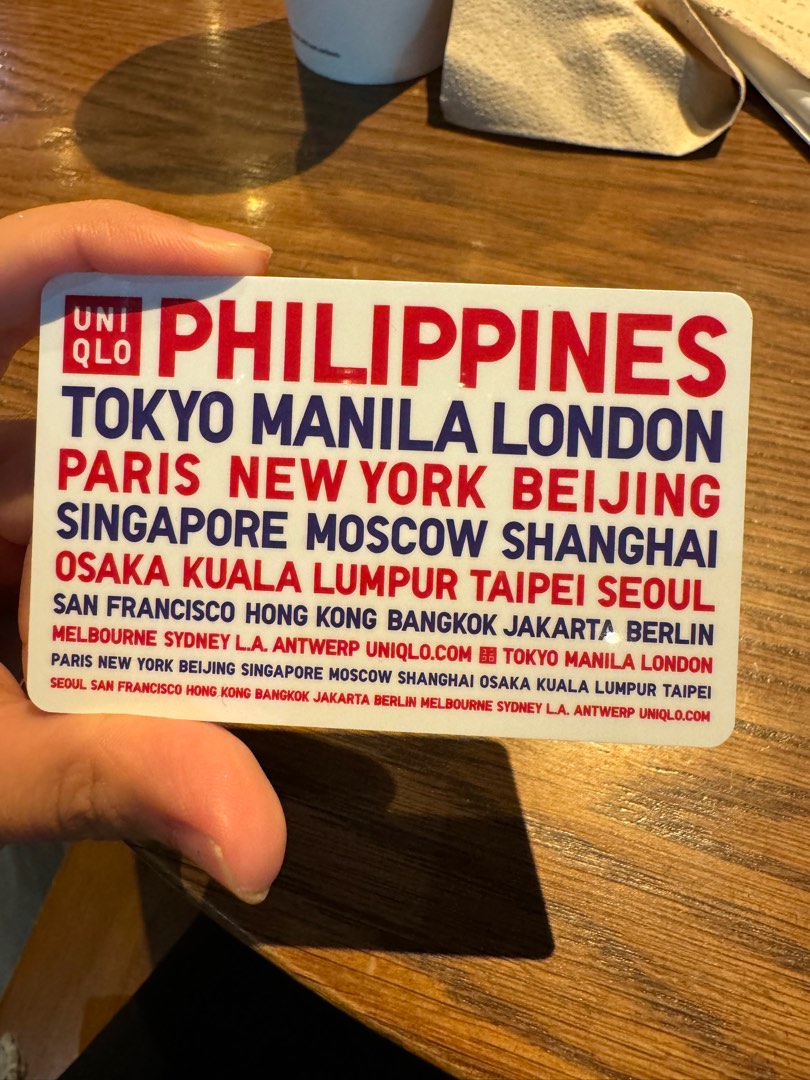 UNI
QLO
PHILIPPINES
TOKYO MANILA LONDON
PARIS NEW YORK BEIJING
SINGAPORE MOSCOW SHANGHAI
OSAKA KUALA LUMPUR TAIPEI SEOUL
SAN FRANCISCO HONG KONG BANGKOK JAKARTA BERLIN
MELBOURNE SYDNEY L.A. ANTWERP UNIQLO.COM TOKYO MANILA LONDON
PARIS NEW YORK BEIJING SINGAPORE MOSCOW SHANGHAI OSAKA KUALA LUMPUR TAIPEI
SEOUL SAN FRANCISCO HONG KONG BANGKOK JAKARTA BERLIN MELBOURNE SYDNEY L.A. ANTWERP UNIQLO.COM